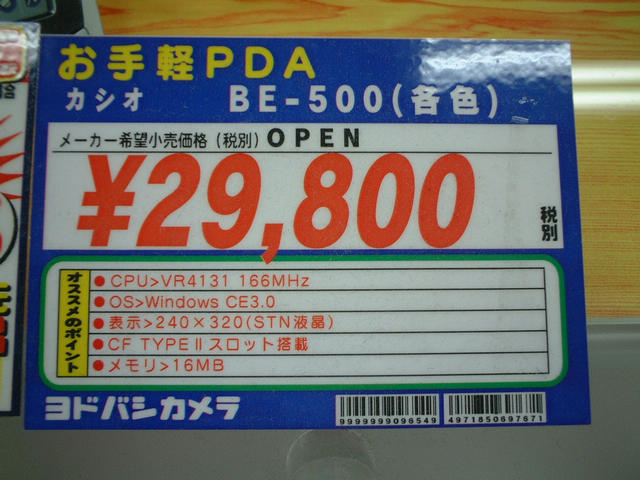 お手軽PDA
カシオ BE-500(各色)
メーカー希望小売価格(税別) OPEN
¥29,800 税別
オススメのポイント
●CPU>VR4131 166MHz
●OS>Windows CE3.0
●表示>240×320(STN液晶)
●CF TYPEⅡスロット搭載
●メモリ>16MB
ヨドバシカメラ
9999999096549 4971850697671